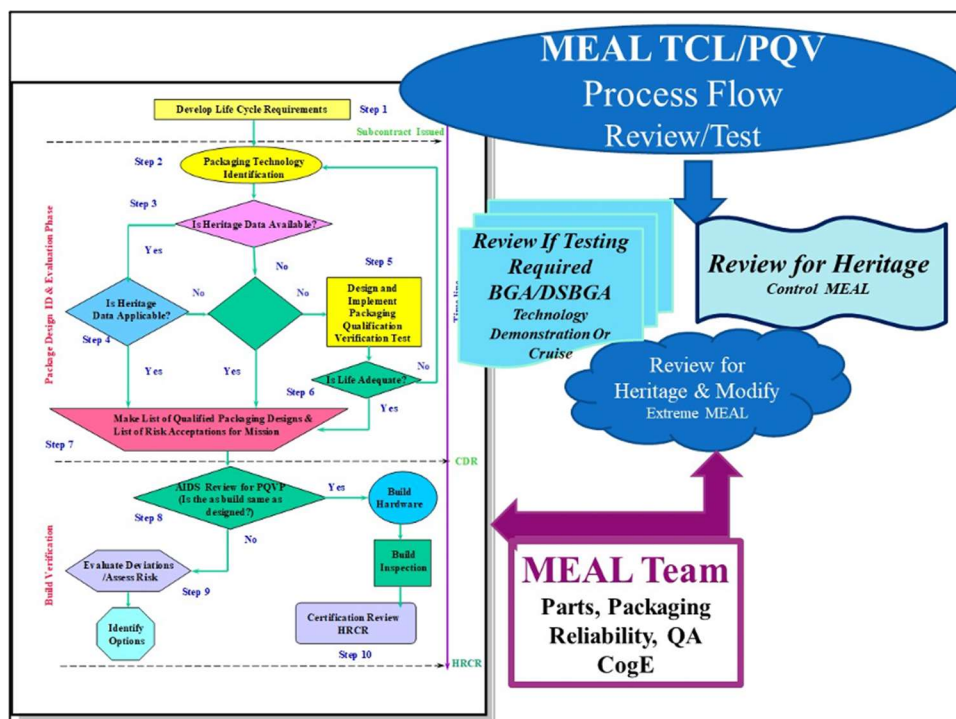 MEAL TCL/PQV
Process Flow
Review/Test
Develop Life Cycle Requirements
Step 1
Subcontract Issued
Step 2
Packaging Technology
Identification
Step 3
Is Heritage Data Available?
Yes
No
Step 5
Is Heritage
Data Applicable?
No
No
Design and
Implement
Packaging
Qualification
Verification Test
Step 4
Yes
Yes
Is Life Adequate?
No
Step 6
Yes
Make List of Qualified Packaging Designs &
List of Risk Acceptations for Mission
Step 7
CDR
Package Design ID & Evaluation Phase
AIDS Review for PQVP
(Is the as build same as
designed?)
Yes
Build
Hardware
Step 8
No
Build
Inspection
Evaluate Deviations
/Assess Risk
Step 9
Identify
Options
Certification Review
HRCR
Step 10
HRCR
Build Verification
Review If Testing
Required
BGA/DSBGA
Technology
Demonstration Or
Cruise
Review for Heritage
Control MEAL
Review for
Heritage & Modify
Extreme MEAL
MEAL Team
Parts, Packaging
Reliability, QA
CogE